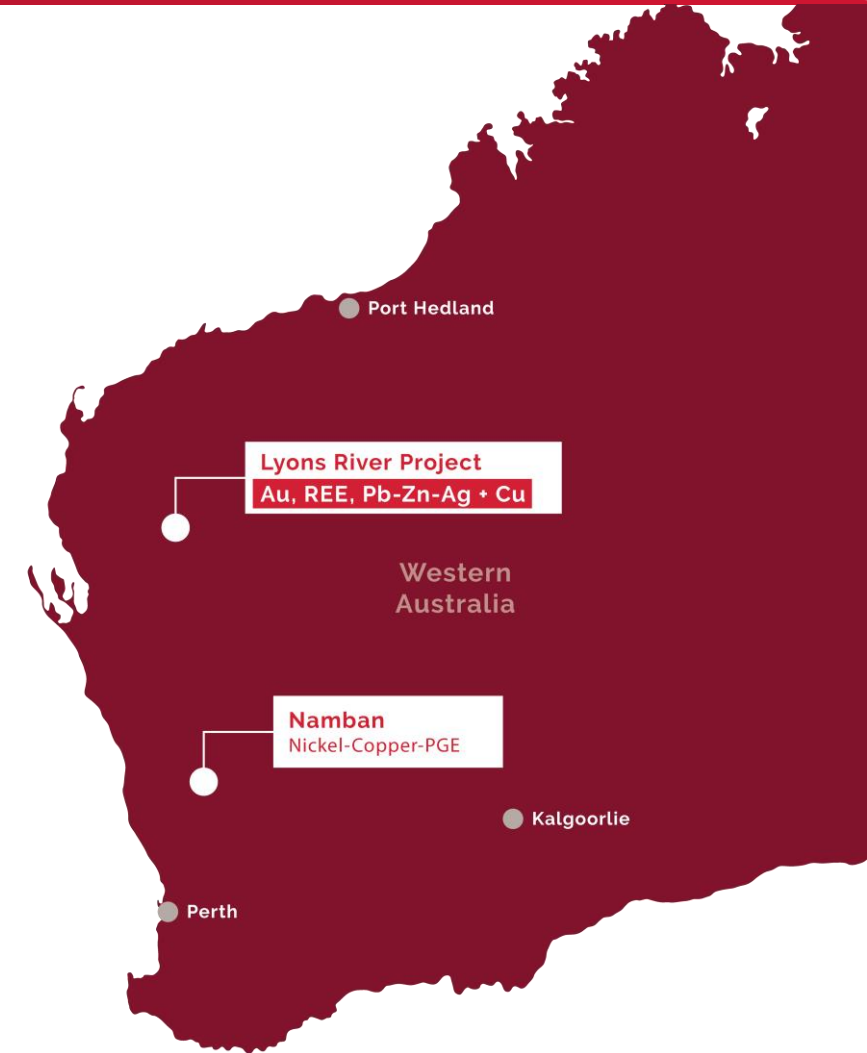 Port Hedland
Lyons River Project
Au, REE, Pb-Zn-Ag + Cu
Western
Australia
Namban
Nickel-Copper-PGE
Kalgoorlie
Perth